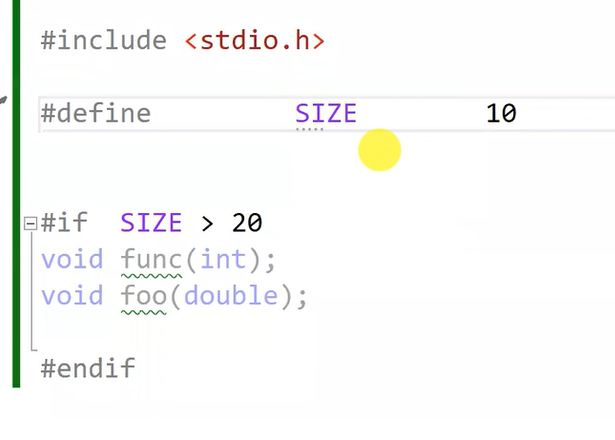 #include <stdio.h>
#define SIZE 10
#if SIZE > 20
void func(int);
void foo(double);
#endif